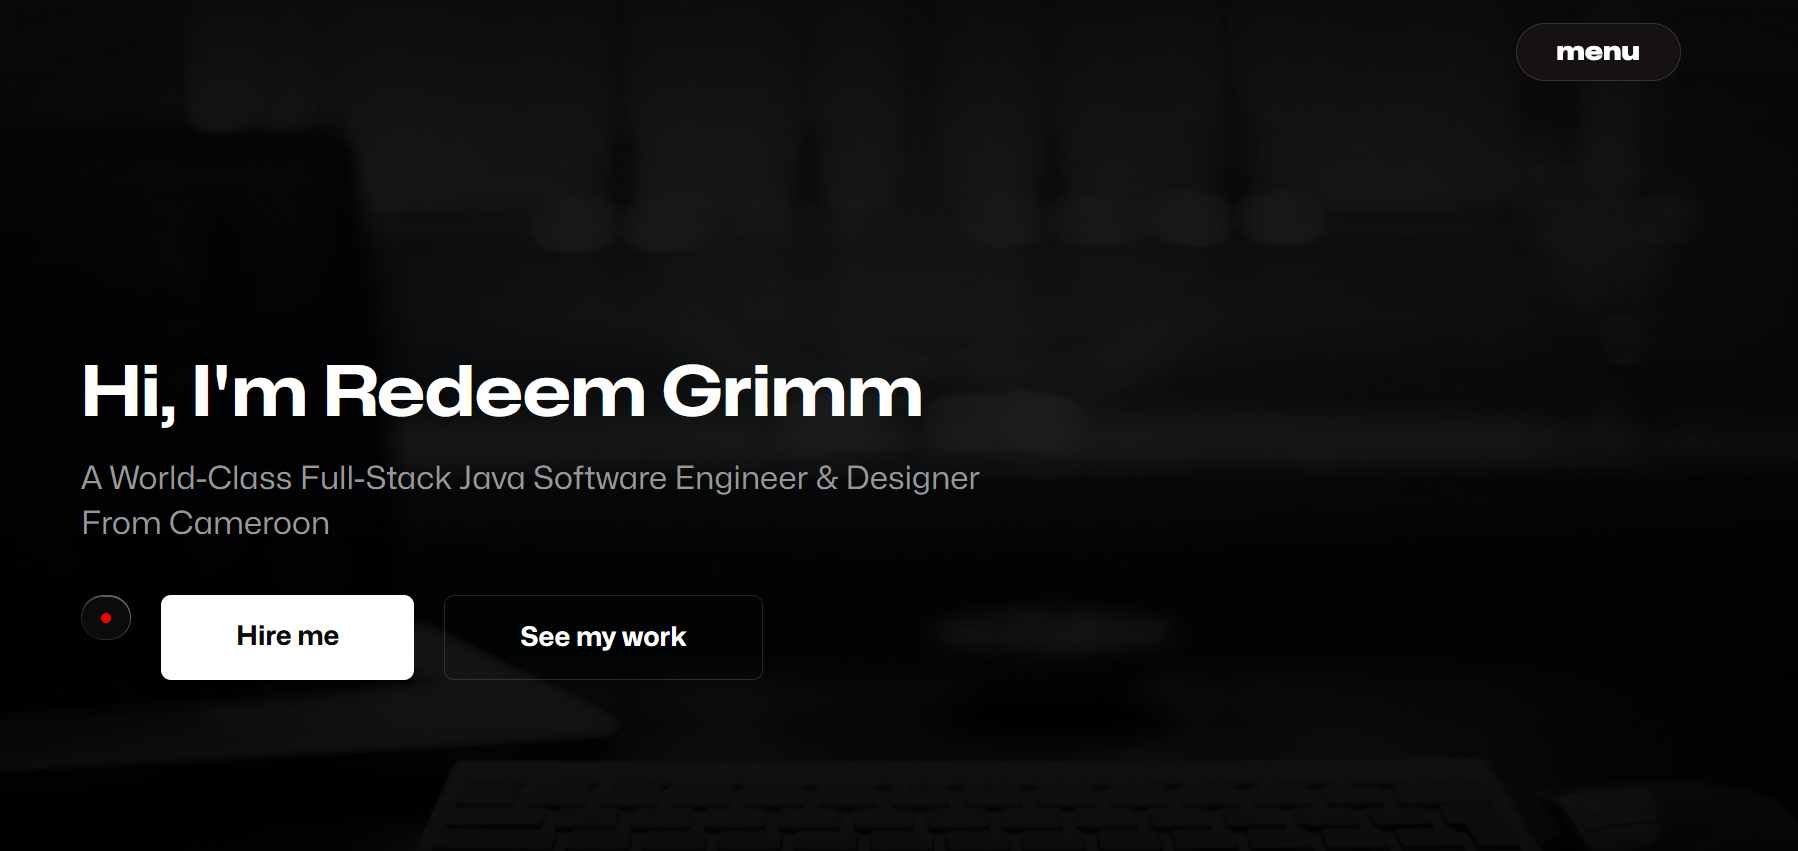 menu
Hi, I'm Redeem Grimm
A World-Class Full-Stack Java Software Engineer & Designer
From Cameroon
Hire me
See my work